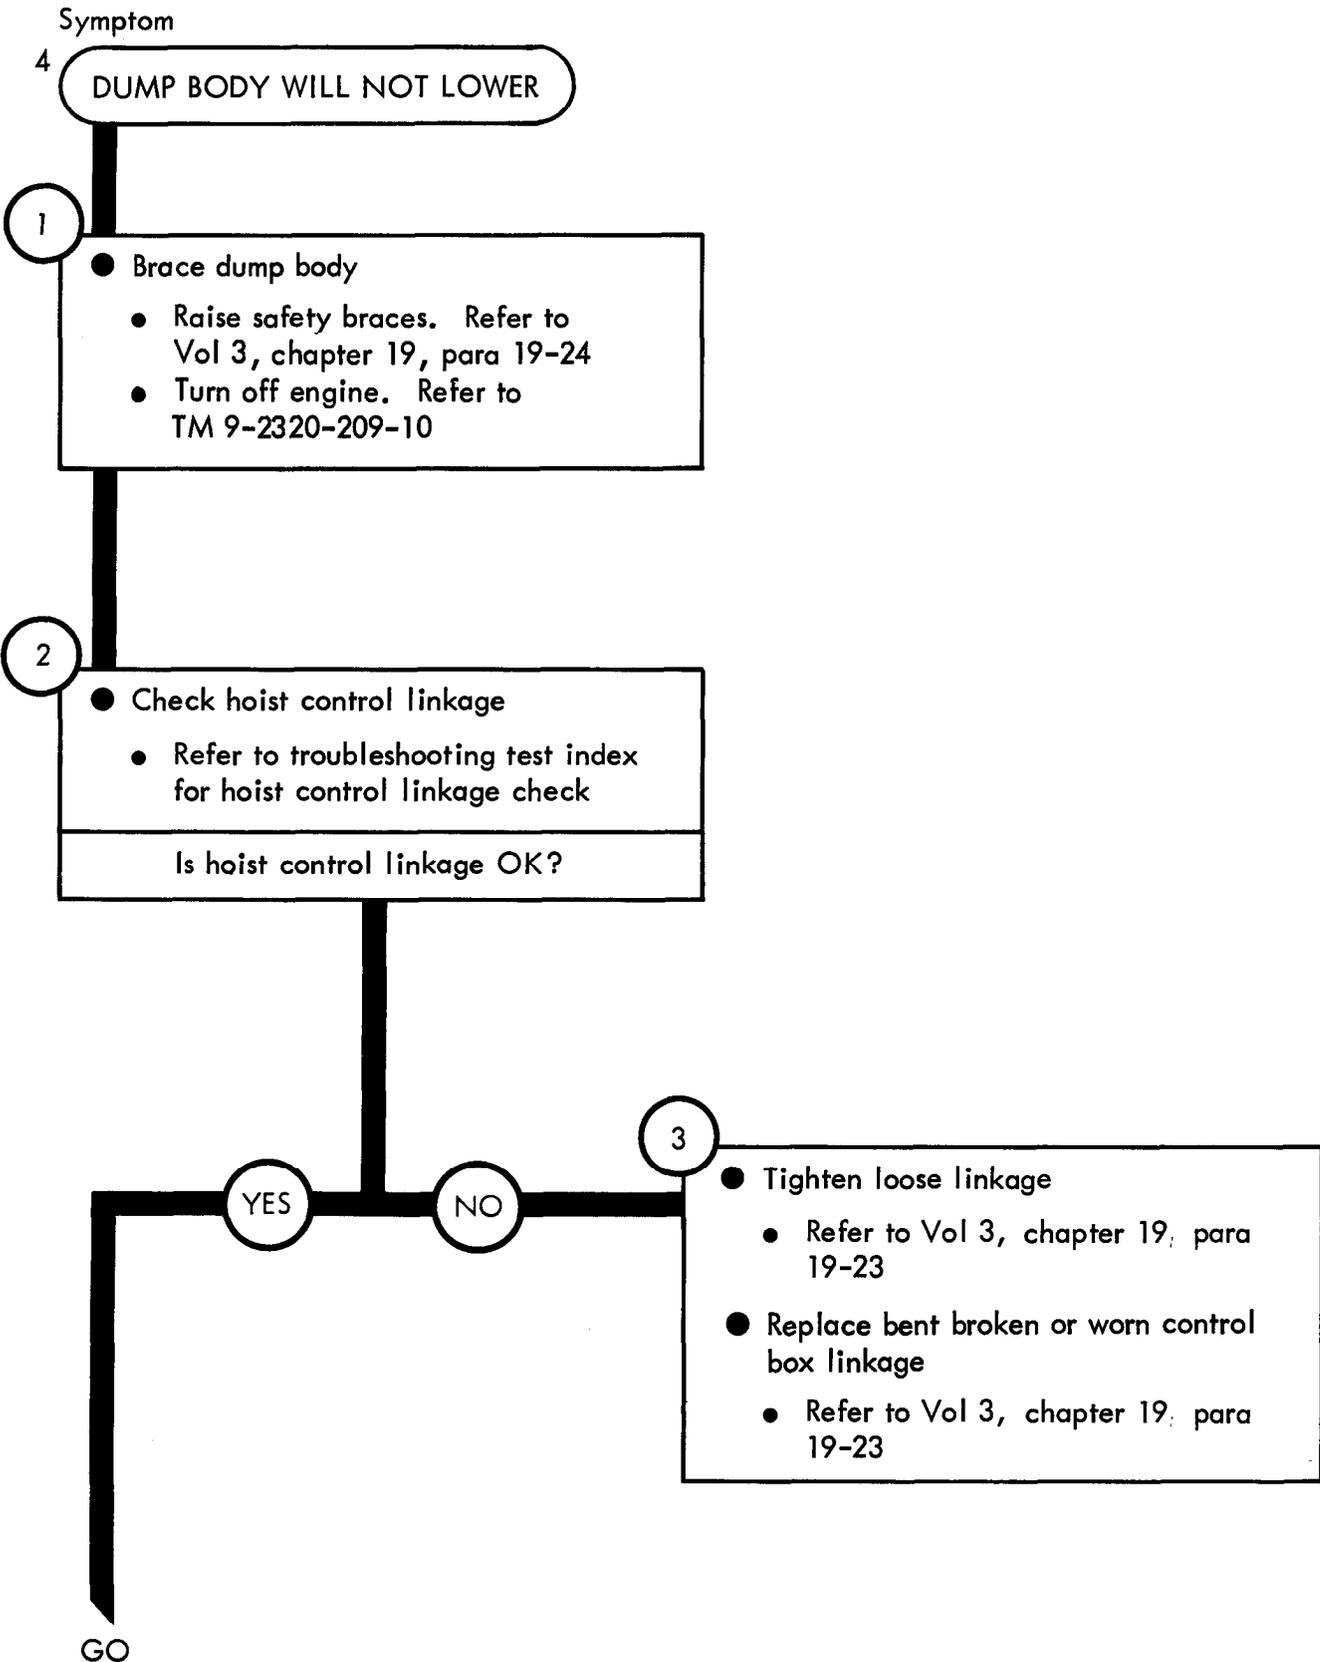 Symptom
4
DUMP BODY WILL NOT LOWER
1
● Brace dump body
● Raise safety braces. Refer to
Vol 3, chapter 19, para 19-24
● Turn off engine. Refer to
TM 9-2320-209-10
2
● Check hoist control linkage
● Refer to troubleshooting test index
for hoist control linkage check
Is hoist control linkage OK?
YES
NO
3
● Tighten loose linkage
● Refer to Vol 3, chapter 19, para
19-23
● Replace bent broken or worn control
box linkage
● Refer to Vol 3, chapter 19, para
19-23
GO